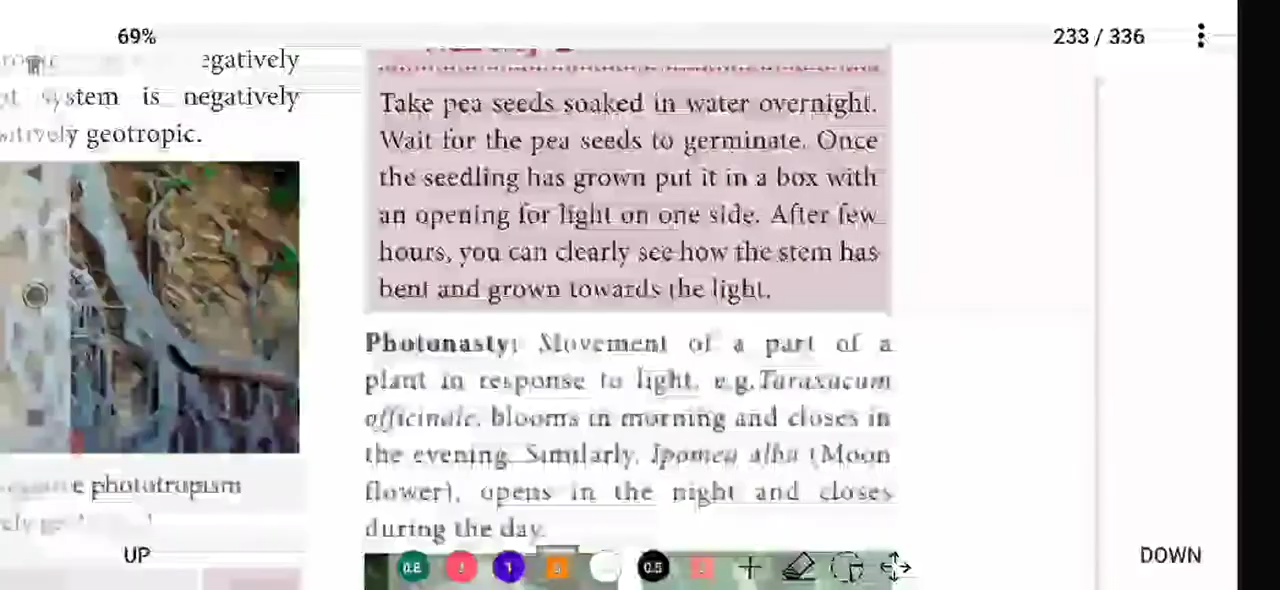 69%
233 / 336
egatively
system is negatively
geotropic.
phototropism
Take pea seeds soaked in water overnight.
Wait for the pea seeds to germinate. Once
the seedling has grown put it in a box with
an opening for light on one side. After few
hours, you can clearly see how the stem has
bent and grown towards the light.
Photonasty: Movement of a part of a
plant in response to light. e.g. Taraxacum
officinale, blooms in morning and closes in
the evening. Similarly, Ipomea alba (Moon
flower), opens in the night and closes
during the day.
UP
0.8
1
0.5
DOWN